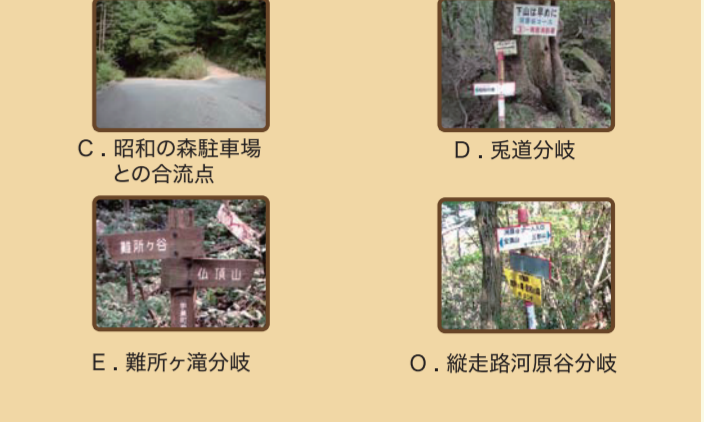 下山は早めに
C．昭和の森駐車場
との合流点
D．兎道分岐
難所ヶ谷
仏頂山
E．難所ヶ滝分岐
O．縦走路河原谷分岐